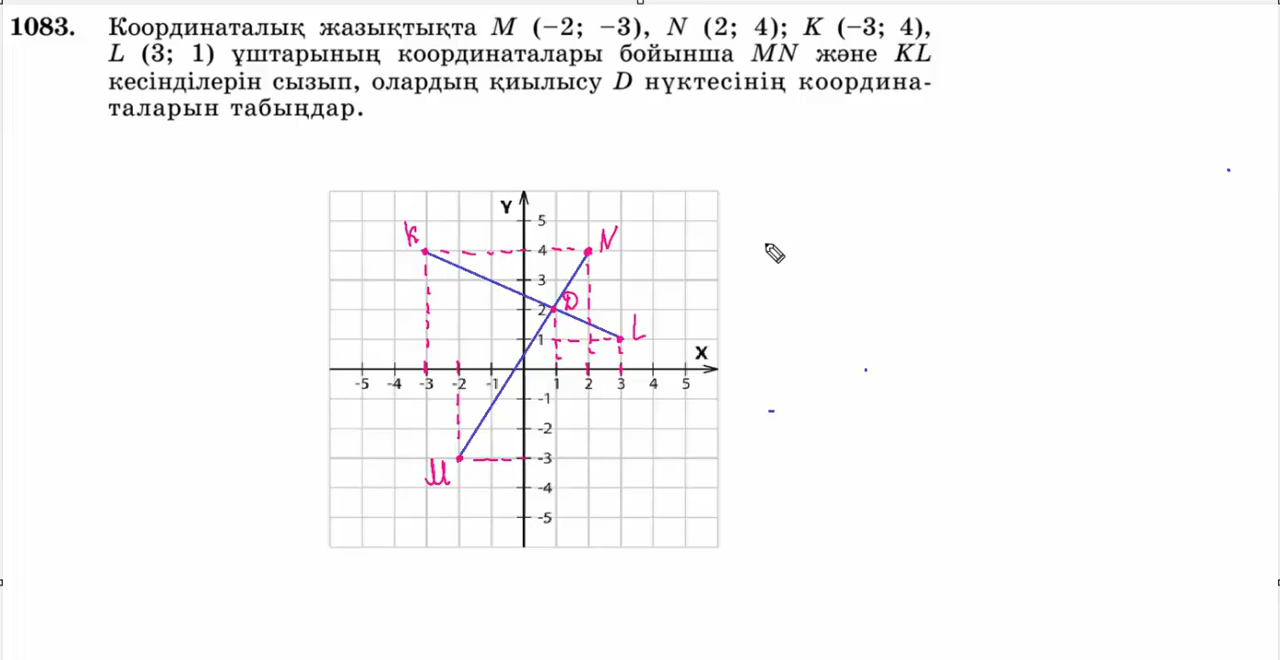 1083. Координаталық жазықтықта M (−2; −3), N (2; 4); K (−3; 4),
L (3; 1) ұштарының координаталары бойынша MN және KL
кесінділерін сызып, олардың қиылысу D нүктесінің координа-
таларын табыңдар.
Y
5
K
N
4
3
D
2
L
1
X
-5 -4 -3 -2 -1 1 2 3 4 5
-1
-2
-3
M
-4
-5